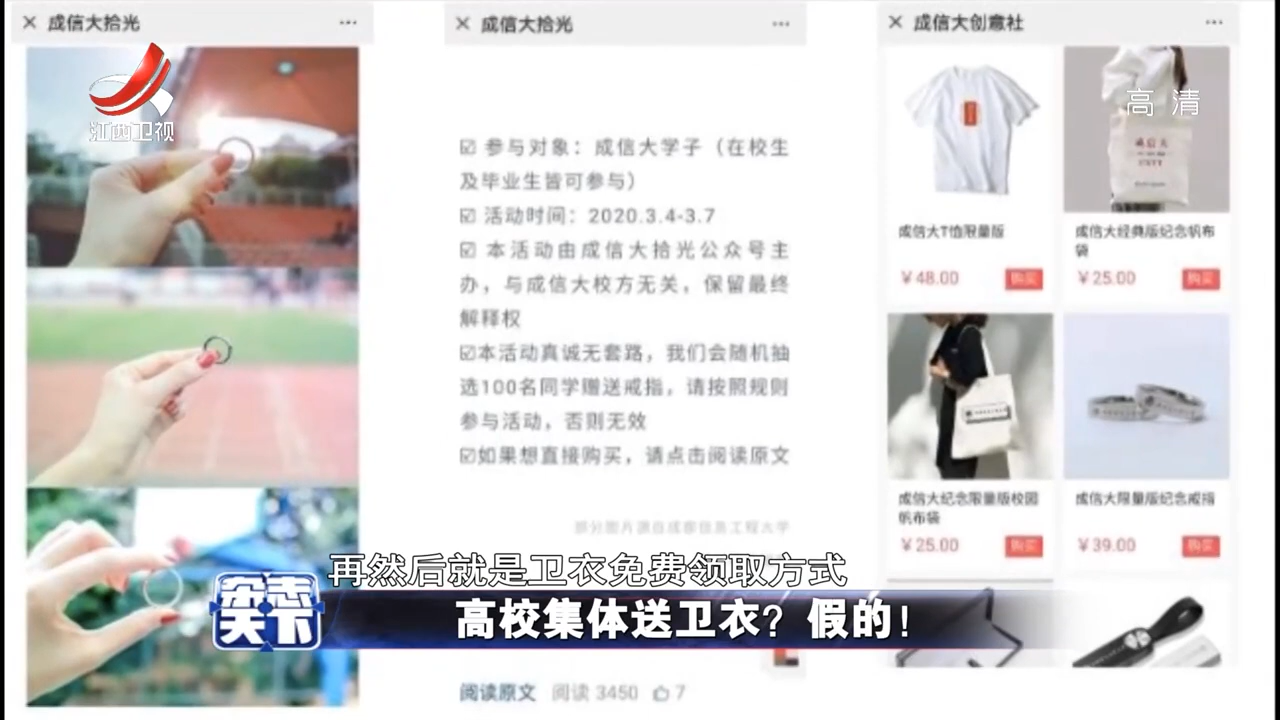 成信大拾光
江西卫视
成信大拾光
☑ 参与对象：成信大学子（在校生
及毕业生皆可参与）
☑ 活动时间：2020.3.4-3.7
☑ 本活动由成信大拾光公众号主
办，与成信大校方无关，保留最终
解释权
☑本活动真诚无套路，我们会随机抽
选100名同学赠送戒指，请按照规则
参与活动，否则无效
☑如果想直接购买，请点击阅读原文
部分图片源自成都信息工程大学
阅读原文 阅读 3450 7
成信大创意社
高清
成信大T恤限量版
￥48.00 购买
成信大
成信大经典版纪念帆布
袋
￥25.00 购买
成信大纪念限量版校园
帆布袋
￥25.00 购买
成信大限量版纪念戒指
￥39.00 购买
再然后就是卫衣免费领取方式
杂志
天下
高校集体送卫衣？假的！